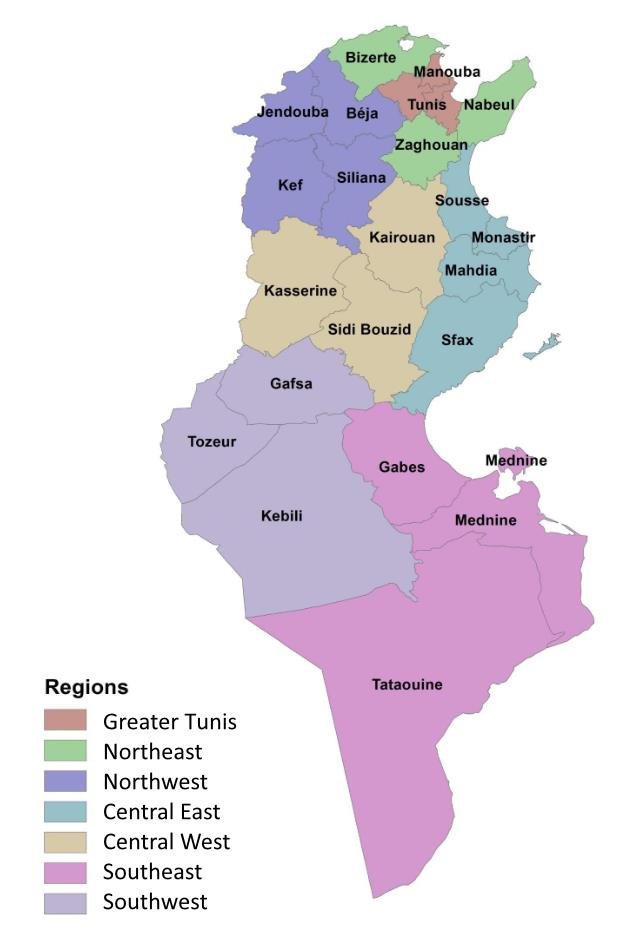 Bizerte
Manouba
Tunis
Nabeul
Jendouba
Béja
Zaghouan
Siliana
Kef
Sousse
Kairouan
Monastir
Mahdia
Kasserine
Sidi Bouzid
Sfax
Gafsa
Tozeur
Mednine
Gabes
Kebili
Mednine
Tataouine
Regions
Greater Tunis
Northeast
Northwest
Central East
Central West
Southeast
Southwest